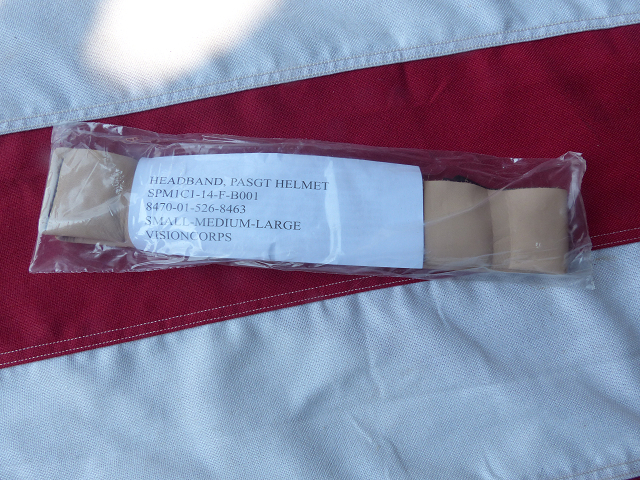 HEADBAND, PASGT HELMET
SPM1C1-14-F-B001
8470-01-526-8463
SMALL-MEDIUM-LARGE
VISIONCORPS